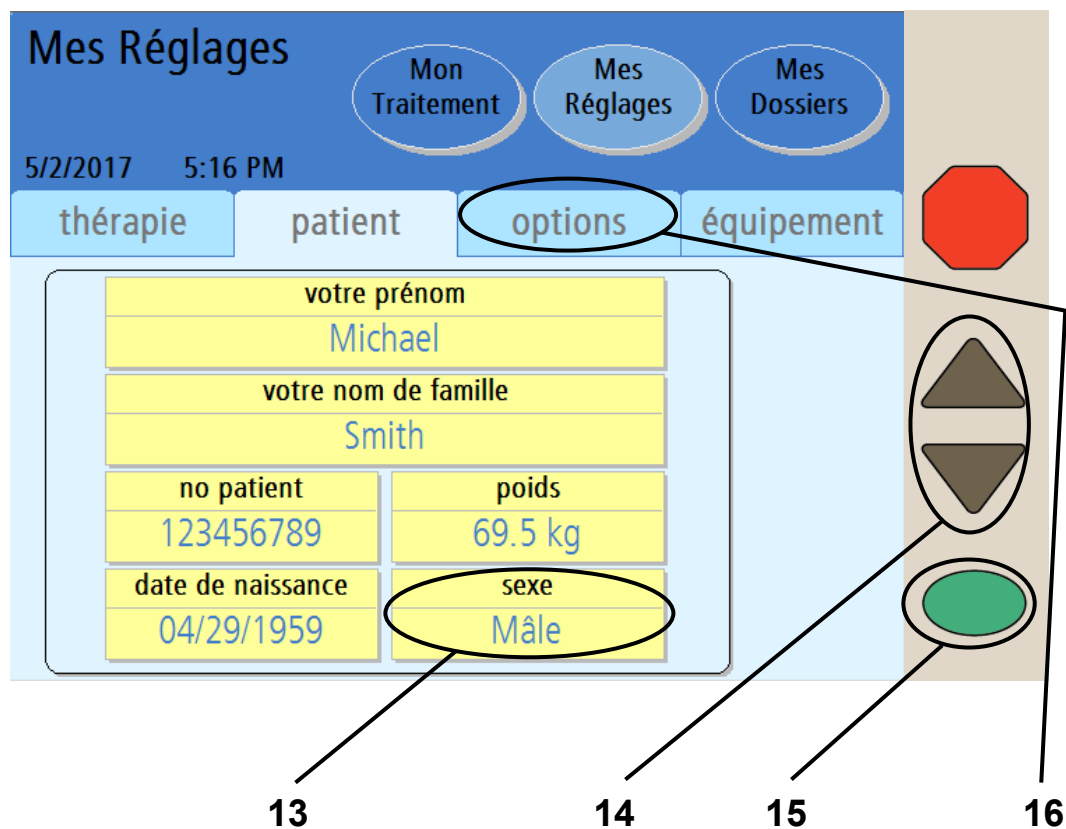 Mes Réglages
Mon
Traitement
Mes
Réglages
Mes
Dossiers
5/2/2017 5:16 PM
thérapie patient options équipement
votre prénom
Michael
votre nom de famille
Smith
no patient poids
123456789 69.5 kg
date de naissance sexe
04/29/1959 Mâle
13 14 15 16